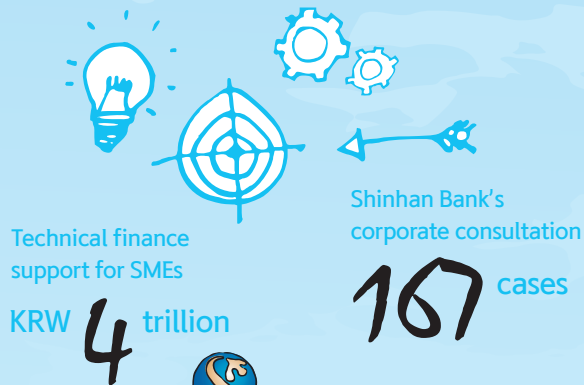 Technical finance
support for SMEs
KRW 4 trillion
Shinhan Bank's
corporate consultation
167 cases